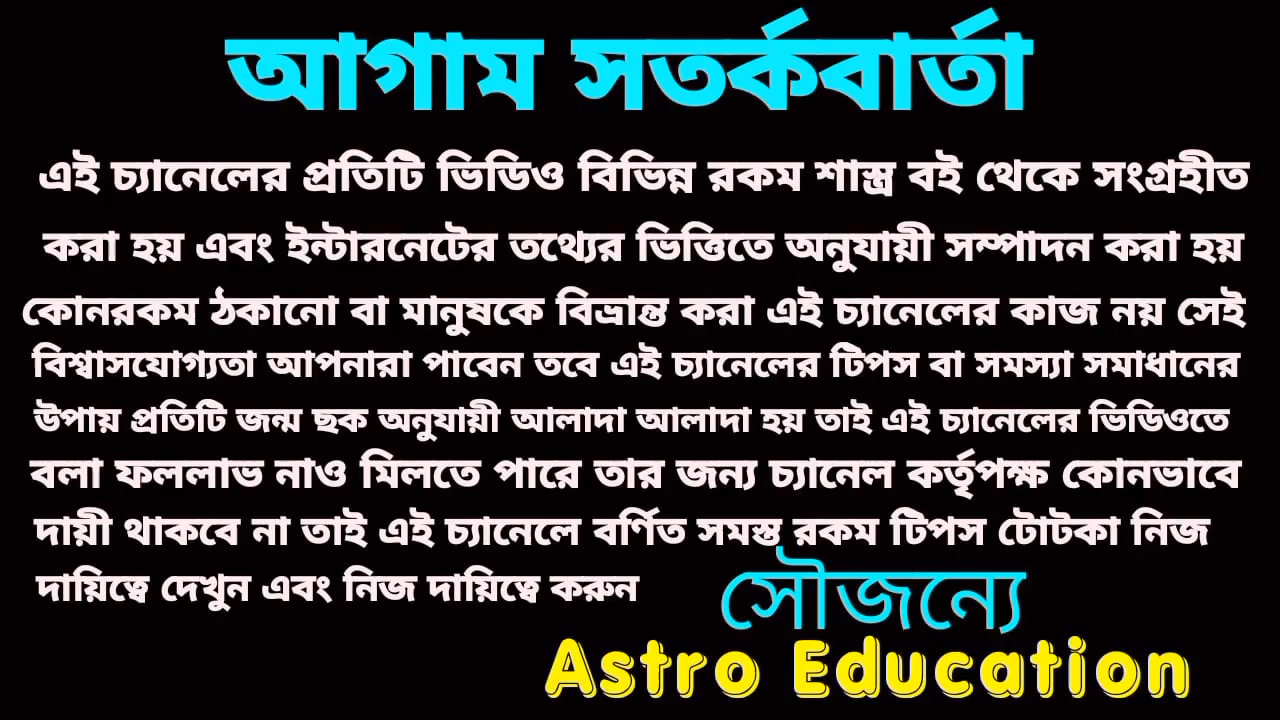 আগাম সতর্কবার্তা
এই চ্যানেলের প্রতিটি ভিডিও বিভিন্ন রকম শাস্ত্র বই থেকে সংগ্রহীত
করা হয় এবং ইন্টারনেটের তথ্যের ভিত্তিতে অনুযায়ী সম্পাদন করা হয়
কোনরকম ঠকানো বা মানুষকে বিভ্রান্ত করা এই চ্যানেলের কাজ নয় সেই
বিশ্বাসযোগ্যতা আপনারা পাবেন তবে এই চ্যানেলের টিপস বা সমস্যা সমাধানের
উপায় প্রতিটি জন্ম ছক অনুযায়ী আলাদা আলাদা হয় তাই এই চ্যানেলের ভিডিওতে
বলা ফললাভ নাও মিলতে পারে তার জন্য চ্যানেল কর্তৃপক্ষ কোনভাবে
দায়ী থাকবে না তাই এই চ্যানেলে বর্ণিত সমস্ত রকম টিপস টোটকা নিজ
দায়িত্বে দেখুন এবং নিজ দায়িত্বে করুন
সৌজন্যে
Astro Education